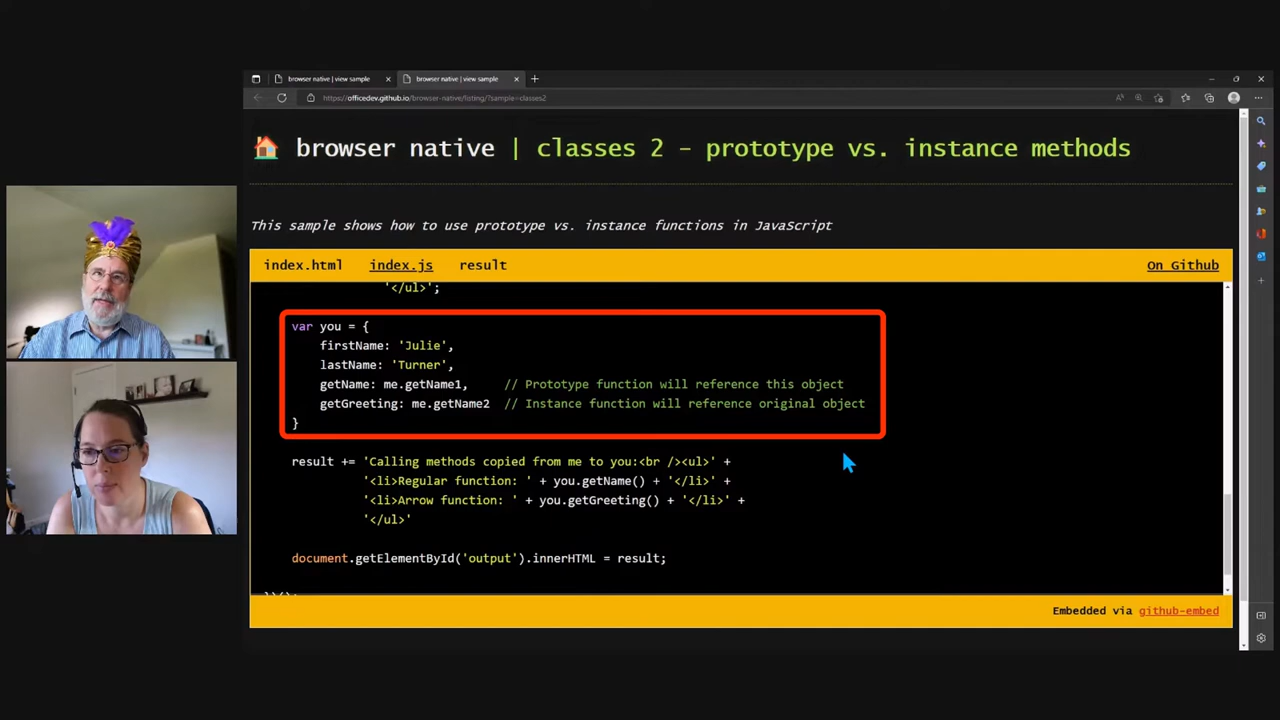 browser native | view sample
browser native | view sample
https://officedev.github.io/browser-native/listing/?sample=classes2
browser native | classes 2 - prototype vs. instance methods
This sample shows how to use prototype vs. instance functions in JavaScript
index.html index.js result On Github
'</ul>';
var you = {
firstName: 'Julie',
lastName: 'Turner',
getName: me.getName1, // Prototype function will reference this object
getGreeting: me.getName2 // Instance function will reference original object
}
result += 'Calling methods copied from me to you:<br /><ul>' +
'<li>Regular function: ' + you.getName() + '</li>' +
'<li>Arrow function: ' + you.getGreeting() + '</li>' +
'</ul>'
document.getElementById('output').innerHTML = result;
Embedded via github-embed